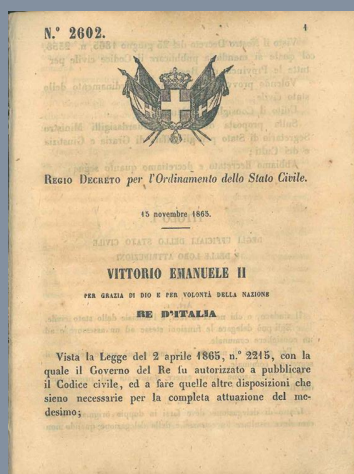 N.° 2602.
1
REGIO DECRETO per l'Ordinamento dello Stato Civile.
15 novembre 1865.
VITTORIO EMANUELE II
PER GRAZIA DI DIO E PER VOLONTÀ DELLA NAZIONE
RE D'ITALIA
Vista la Legge del 2 aprile 1865, n.° 2215, con la
quale il Governo del Re fu autorizzato a pubblicare
il Codice civile, ed a fare quelle altre disposizioni che
sieno necessarie per la completa attuazione del me-
desimo;